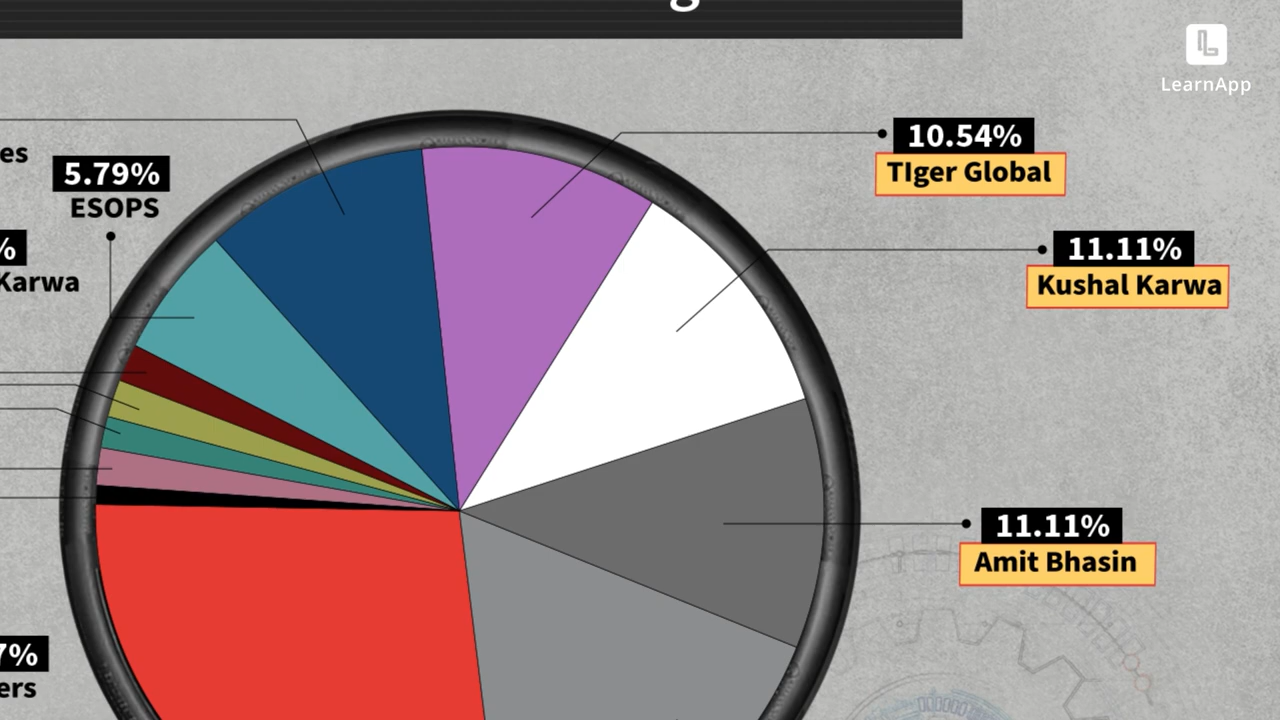 LearnApp
10.54%
TIger Global
5.79%
ESOPS
11.11%
Kushal Karwa
%
Karwa
11.11%
Amit Bhasin